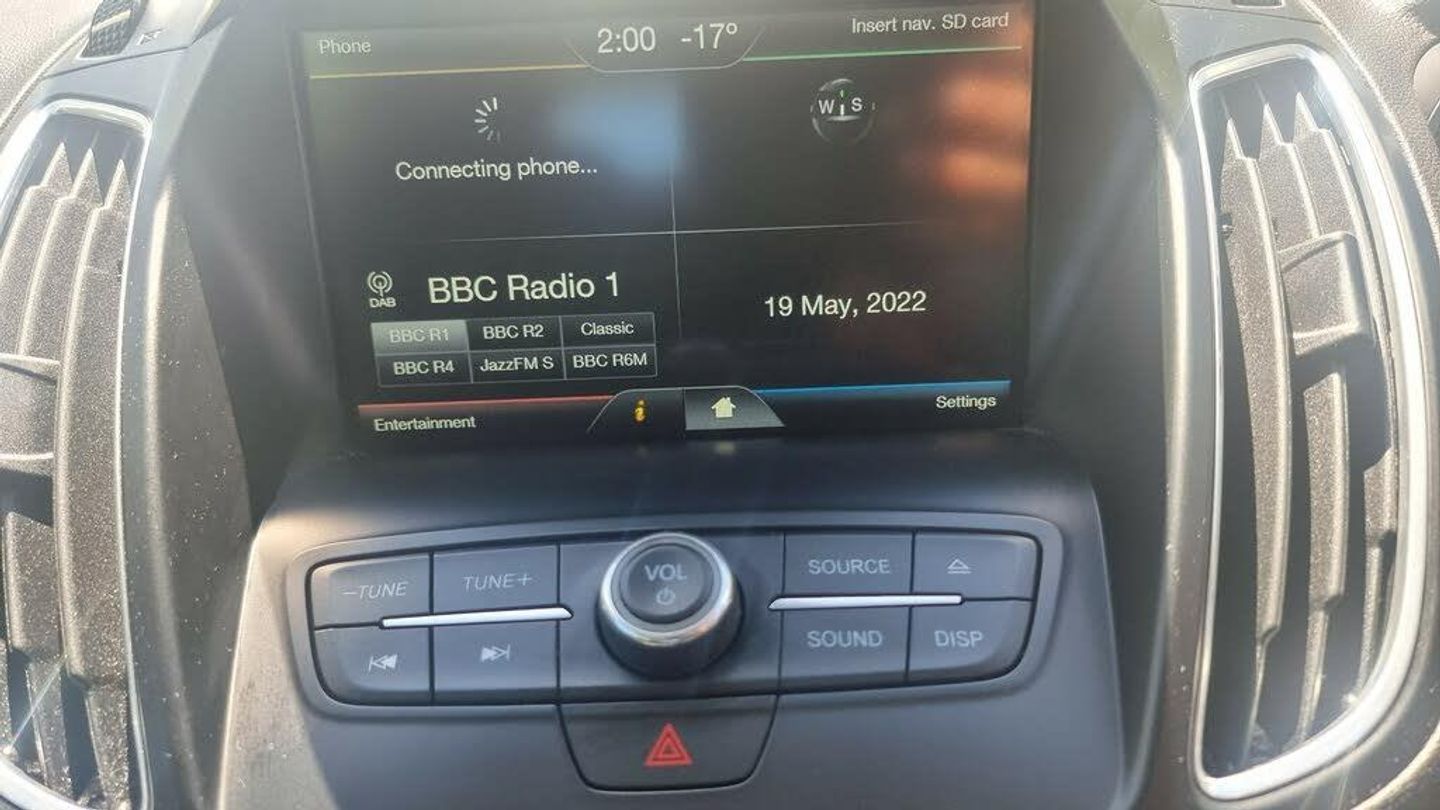 Phone
2:00 -17°
Insert nav. SD card
W S
Connecting phone...
DAB
BBC Radio 1
19 May, 2022
BBC R1 BBC R2 Classic
BBC R4 JazzFM S BBC R6M
Entertainment
i
Settings
−TUNE TUNE+
VOL
SOURCE
SOUND DISP